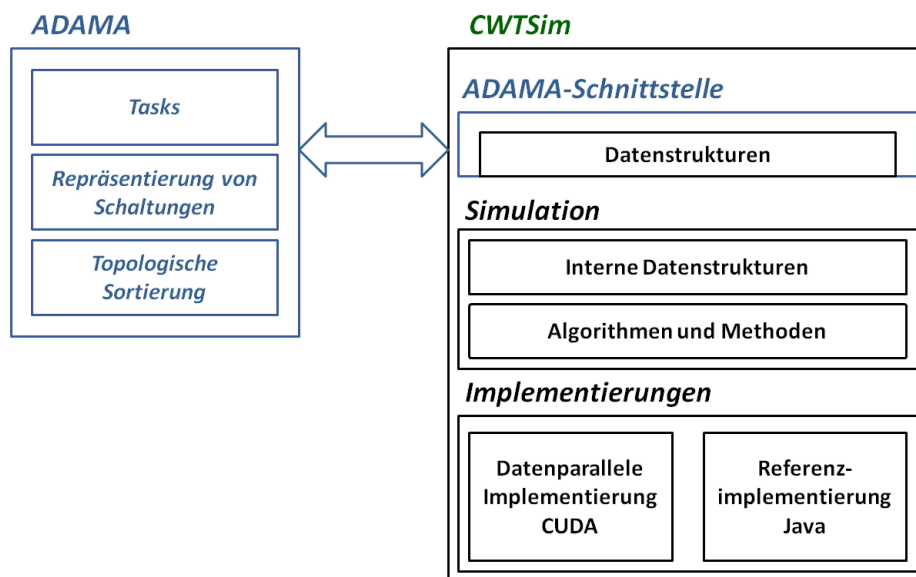 ADAMA
Tasks
Repräsentierung von
Schaltungen
Topologische
Sortierung
CWTSim
ADAMA-Schnittstelle
Datenstrukturen
Simulation
Interne Datenstrukturen
Algorithmen und Methoden
Implementierungen
Datenparallele
Implementierung
CUDA
Referenz-
implementierung
Java